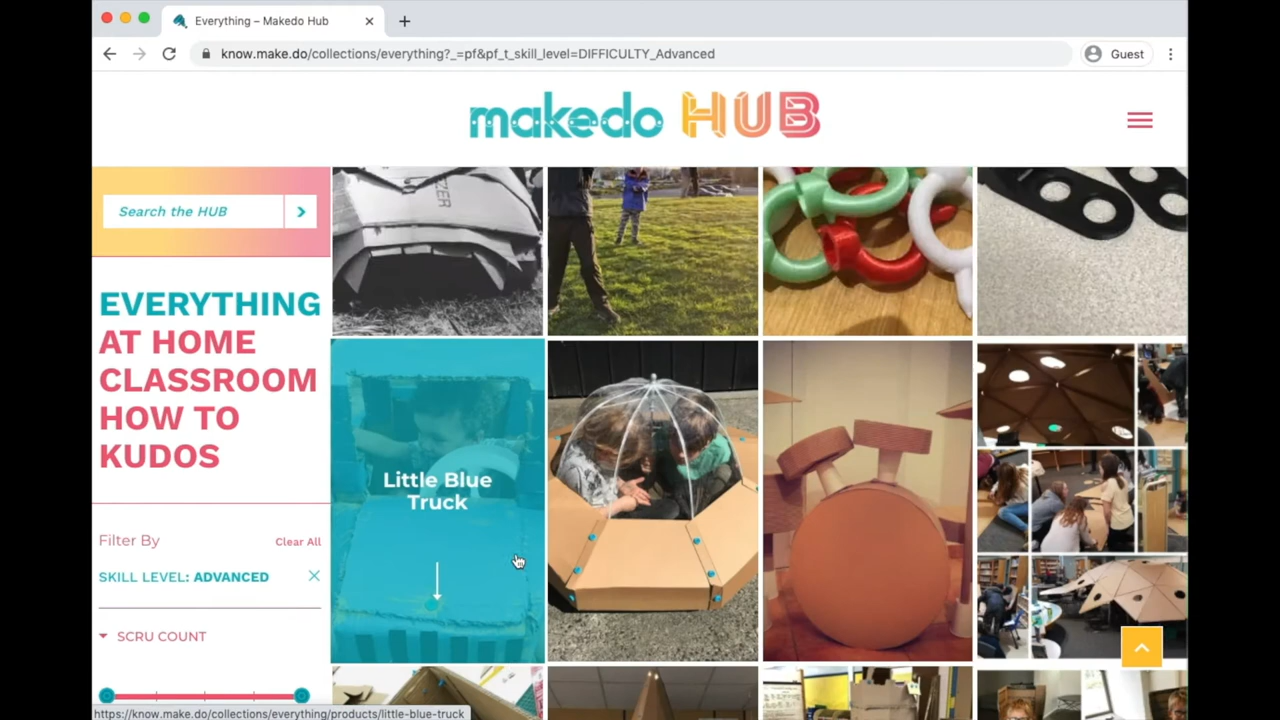 Everything – Makedo Hub
know.make.do/collections/everything?_=pf&pf_t_skill_level=DIFFICULTY_Advanced
Guest
makedo HUB
Search the HUB
EVERYTHING
AT HOME
CLASSROOM
HOW TO
KUDOS
Filter By
Clear All
SKILL LEVEL: ADVANCED
SCRU COUNT
Little Blue
Truck
https://know.make.do/collections/everything/products/little-blue-truck